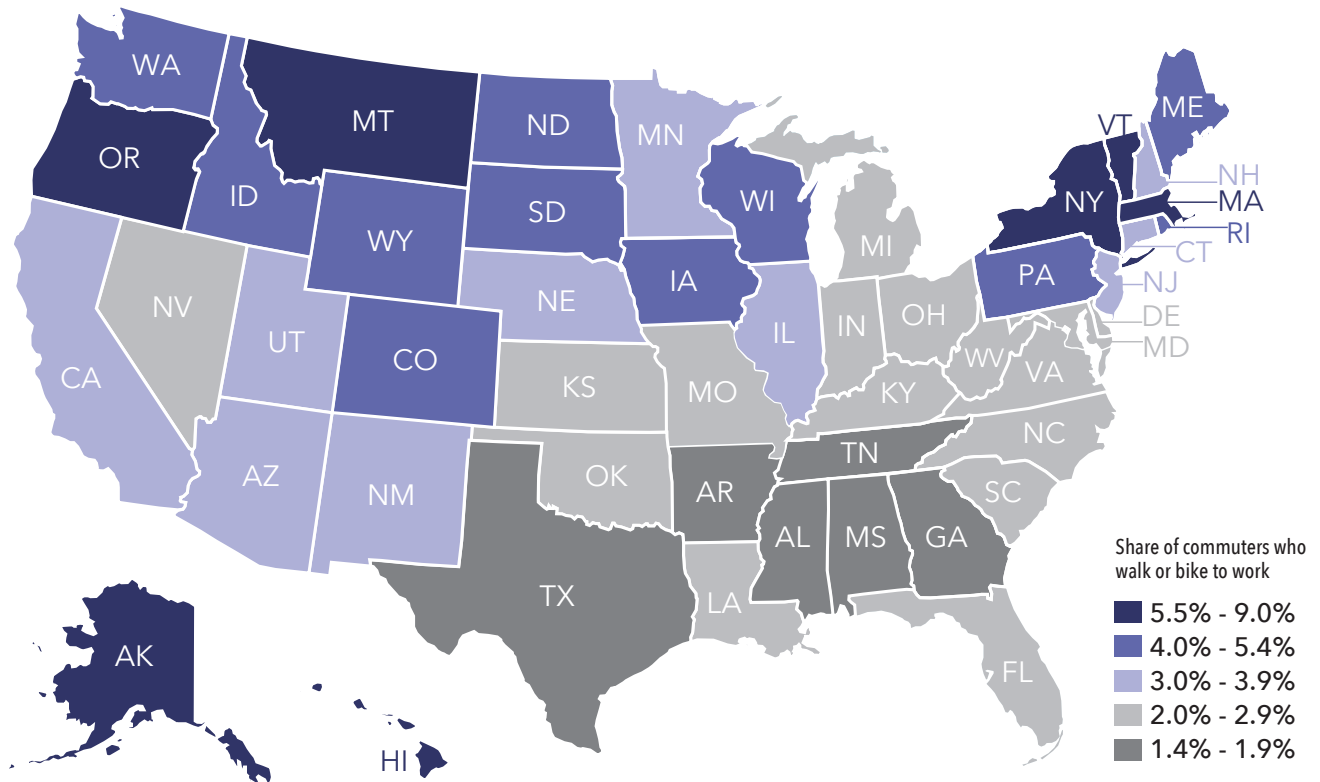 WA
MT
ND
MN
ME
VT
OR
ID
SD
WI
NH
NY
MA
WY
RI
MI
CT
PA
IA
NJ
NE
NV
OH
DE
IN
IL
UT
MD
CO
WV
CA
VA
KS
MO
KY
NC
TN
AZ
OK
NM
AR
SC
AL
MS
GA
TX
LA
Share of commuters who
walk or bike to work
5.5% - 9.0%
4.0% - 5.4%
3.0% - 3.9%
2.0% - 2.9%
1.4% - 1.9%
AK
FL
HI